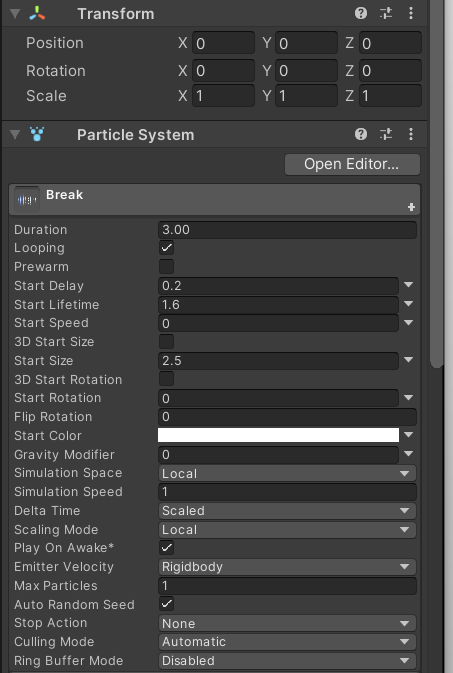 Transform
Position X 0 Y 0 Z 0
Rotation X 0 Y 0 Z 0
Scale X 1 Y 1 Z 1
Particle System
Open Editor...
Break
Duration 3.00
Looping
Prewarm
Start Delay 0.2
Start Lifetime 1.6
Start Speed 0
3D Start Size
Start Size 2.5
3D Start Rotation
Start Rotation 0
Flip Rotation 0
Start Color
Gravity Modifier 0
Simulation Space Local
Simulation Speed 1
Delta Time Scaled
Scaling Mode Local
Play On Awake*
Emitter Velocity Rigidbody
Max Particles 1
Auto Random Seed
Stop Action None
Culling Mode Automatic
Ring Buffer Mode Disabled